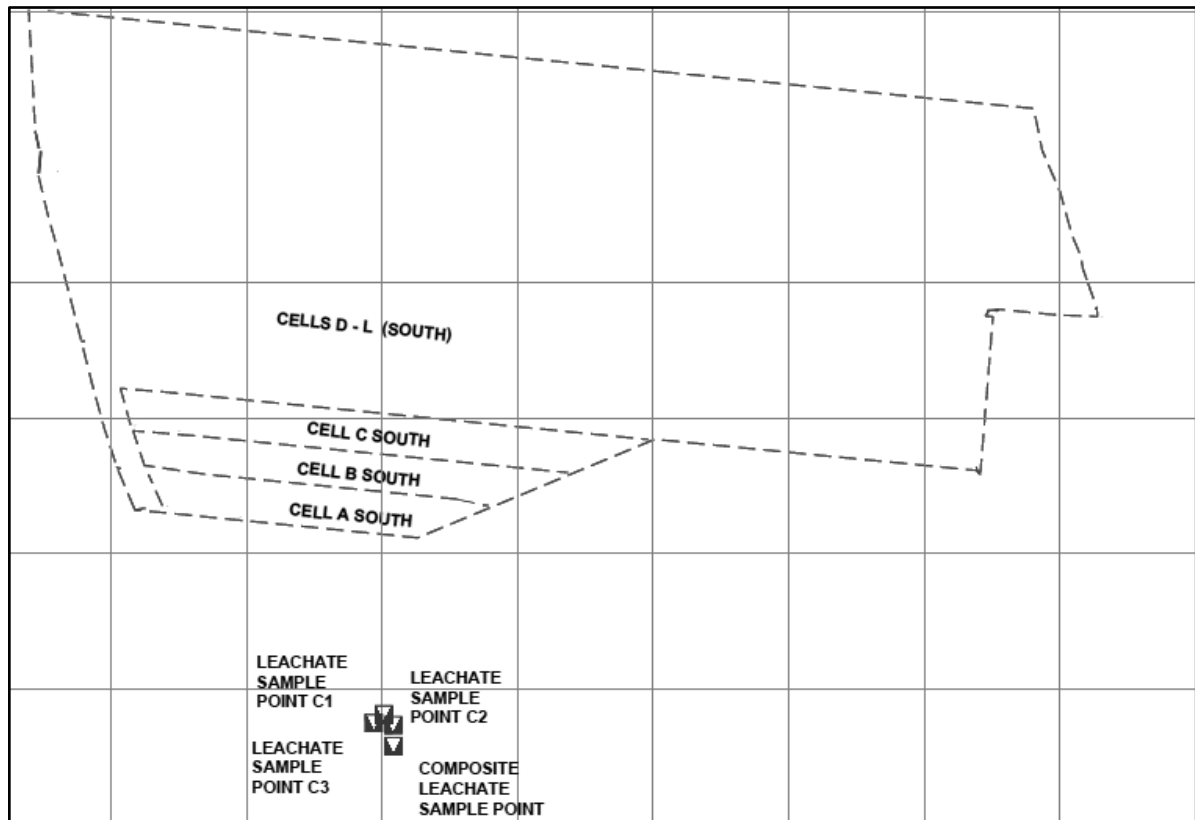 CELLS D - L (SOUTH)
CELL C SOUTH
CELL B SOUTH
CELL A SOUTH
LEACHATE
SAMPLE
POINT C1
LEACHATE
SAMPLE
POINT C2
LEACHATE
SAMPLE
POINT C3
COMPOSITE
LEACHATE
SAMPLE POINT